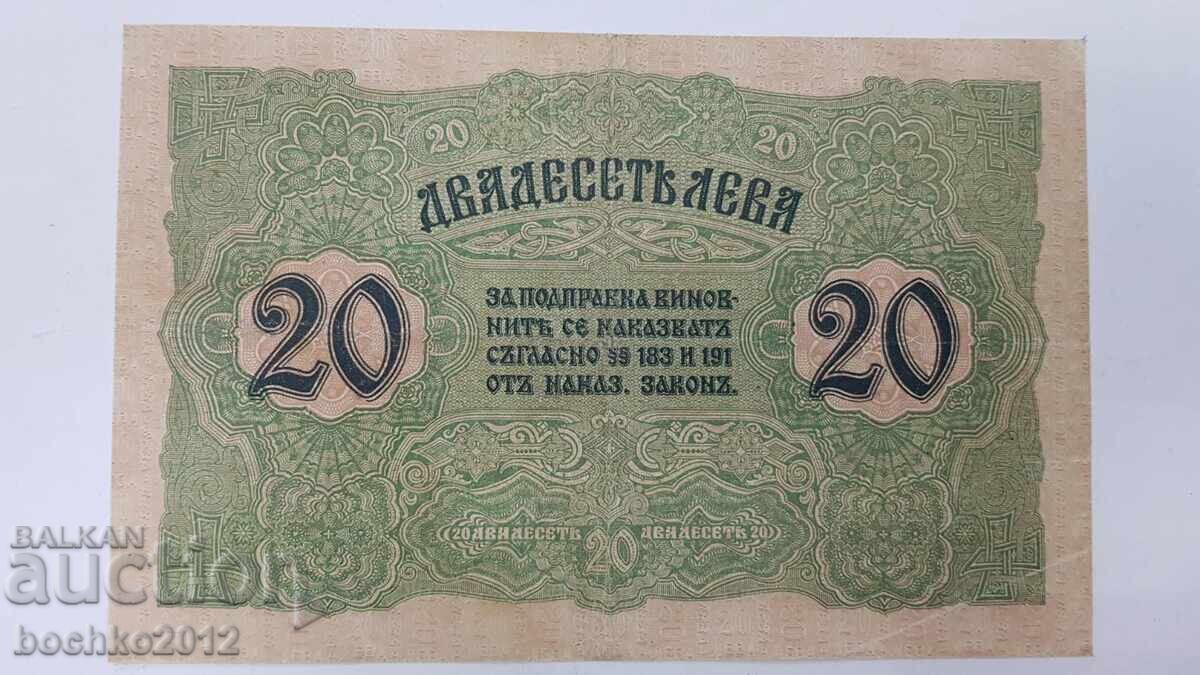 20 20
ДВАДЕСЕТЬ ЛЕВА
20 20
ЗА ПОДПРАВКА ВИНОВ-
НИТѢ СЕ НАКАЗВАТЪ
СЪГЛАСНО §§ 183 И 191
ОТЪ НАКАЗ. ЗАКОНЪ.
20 ДВАДЕСЕТЬ 20 ДВАДЕСЕТЬ 20
BALKAN
auction
bochko2012